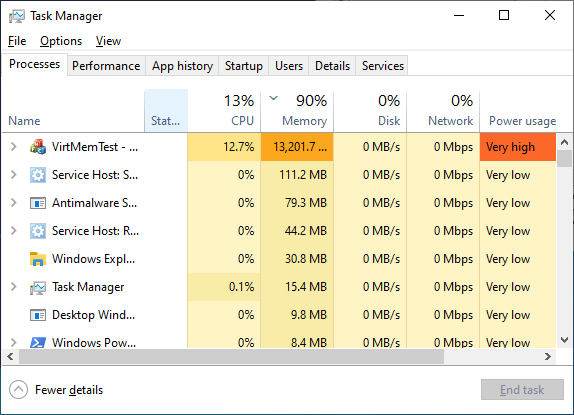 Task Manager
File Options View
Processes Performance App history Startup Users Details Services
13% 90% 0% 0%
Name Stat... CPU Memory Disk Network Power usage
VirtMemTest - ... 12.7% 13,201.7 ... 0 MB/s 0 Mbps Very high
Service Host: S... 0% 111.2 MB 0 MB/s 0 Mbps Very low
Antimalware S... 0% 79.3 MB 0 MB/s 0 Mbps Very low
Service Host: R... 0% 44.2 MB 0 MB/s 0 Mbps Very low
Windows Expl... 0% 30.8 MB 0 MB/s 0 Mbps Very low
Task Manager 0.1% 15.4 MB 0 MB/s 0 Mbps Very low
Desktop Wind... 0% 9.8 MB 0 MB/s 0 Mbps Very low
Windows Pow... 0% 8.4 MB 0 MB/s 0 Mbps Very low
Fewer details End task